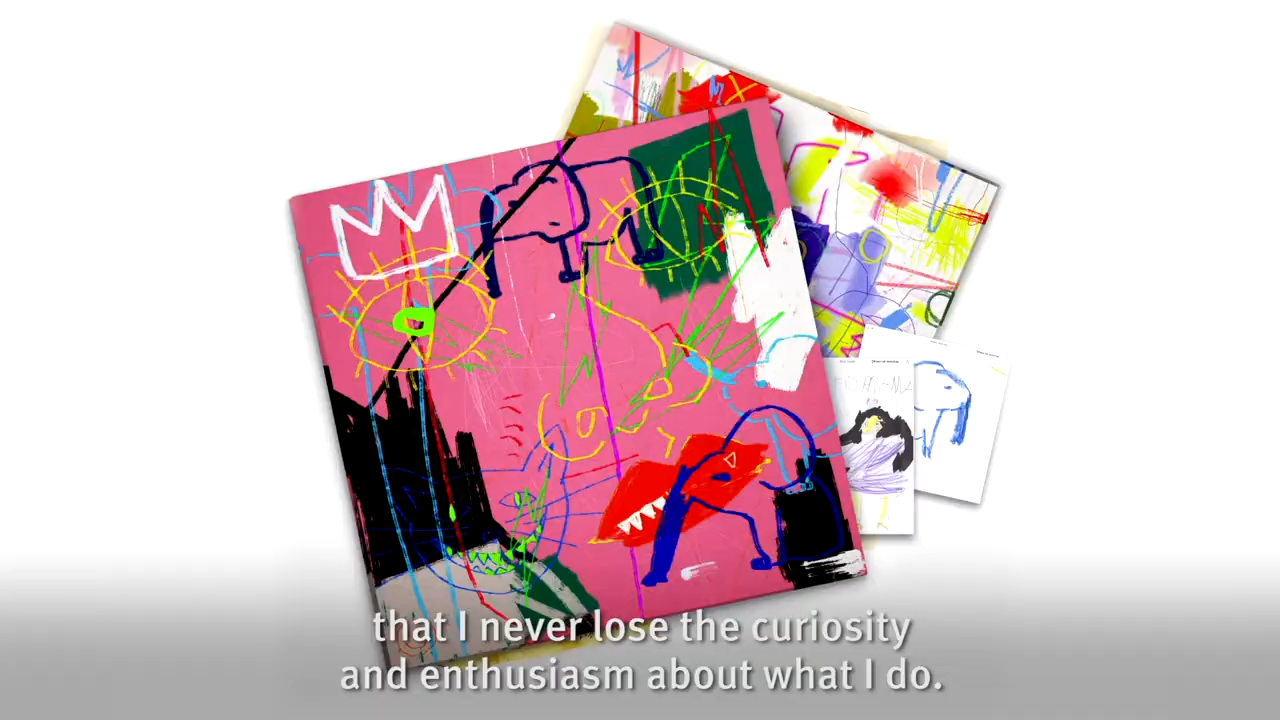 that I never lose the curiosity
and enthusiasm about what I do.